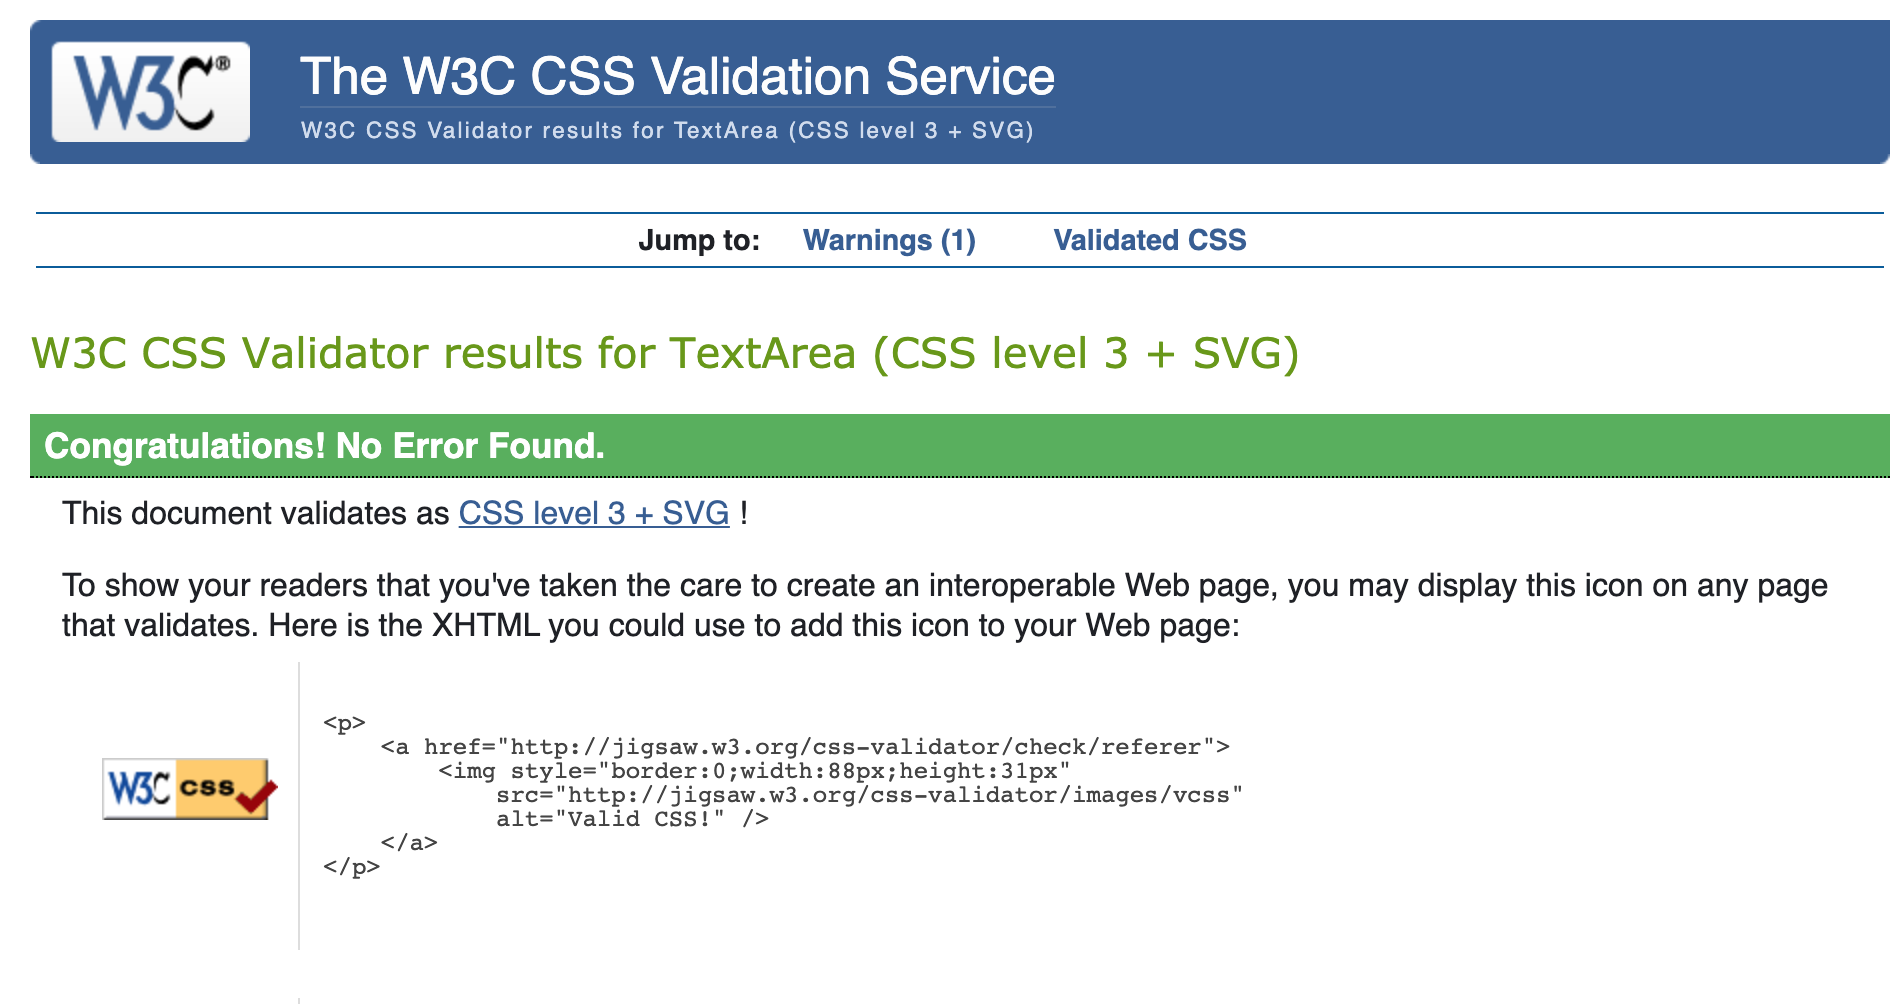 W3C®
The W3C CSS Validation Service
W3C CSS Validator results for TextArea (CSS level 3 + SVG)
Jump to: Warnings (1) Validated CSS
W3C CSS Validator results for TextArea (CSS level 3 + SVG)
Congratulations! No Error Found.
This document validates as CSS level 3 + SVG !
To show your readers that you've taken the care to create an interoperable Web page, you may display this icon on any page
that validates. Here is the XHTML you could use to add this icon to your Web page:
W3C css
<p>
    <a href="http://jigsaw.w3.org/css-validator/check/referer">
        <img style="border:0;width:88px;height:31px"
            src="http://jigsaw.w3.org/css-validator/images/vcss"
            alt="Valid CSS!" />
    </a>
</p>